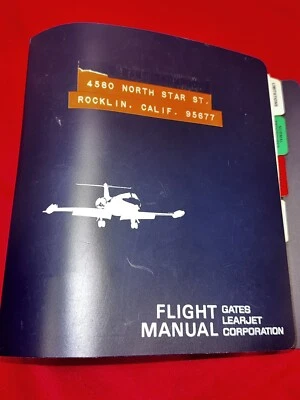 4580 NORTH STAR ST.
ROCKLIN, CALIF. 95677
FLIGHT MANUAL
GATES LEARJET CORPORATION